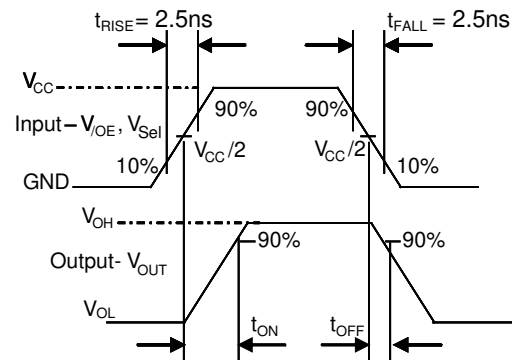 tRISE = 2.5ns
tFALL = 2.5ns
VCC
90%
90%
Input – V/OE, VSel
VCC/2
VCC/2
10%
10%
GND
VOH
90%
90%
Output- VOUT
VOL
tON
tOFF